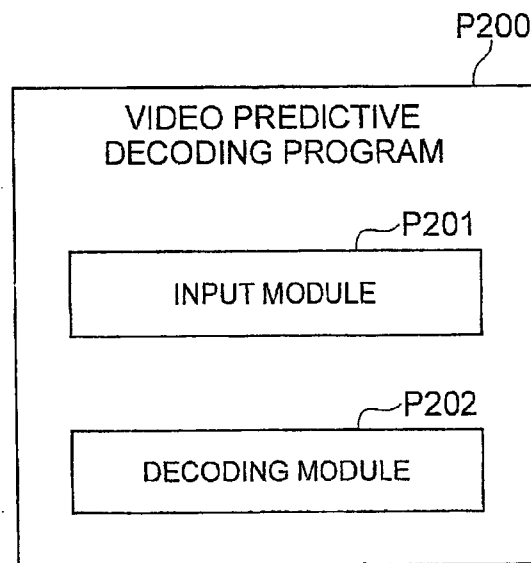 P200
VIDEO PREDICTIVE
DECODING PROGRAM
P201
INPUT MODULE
P202
DECODING MODULE